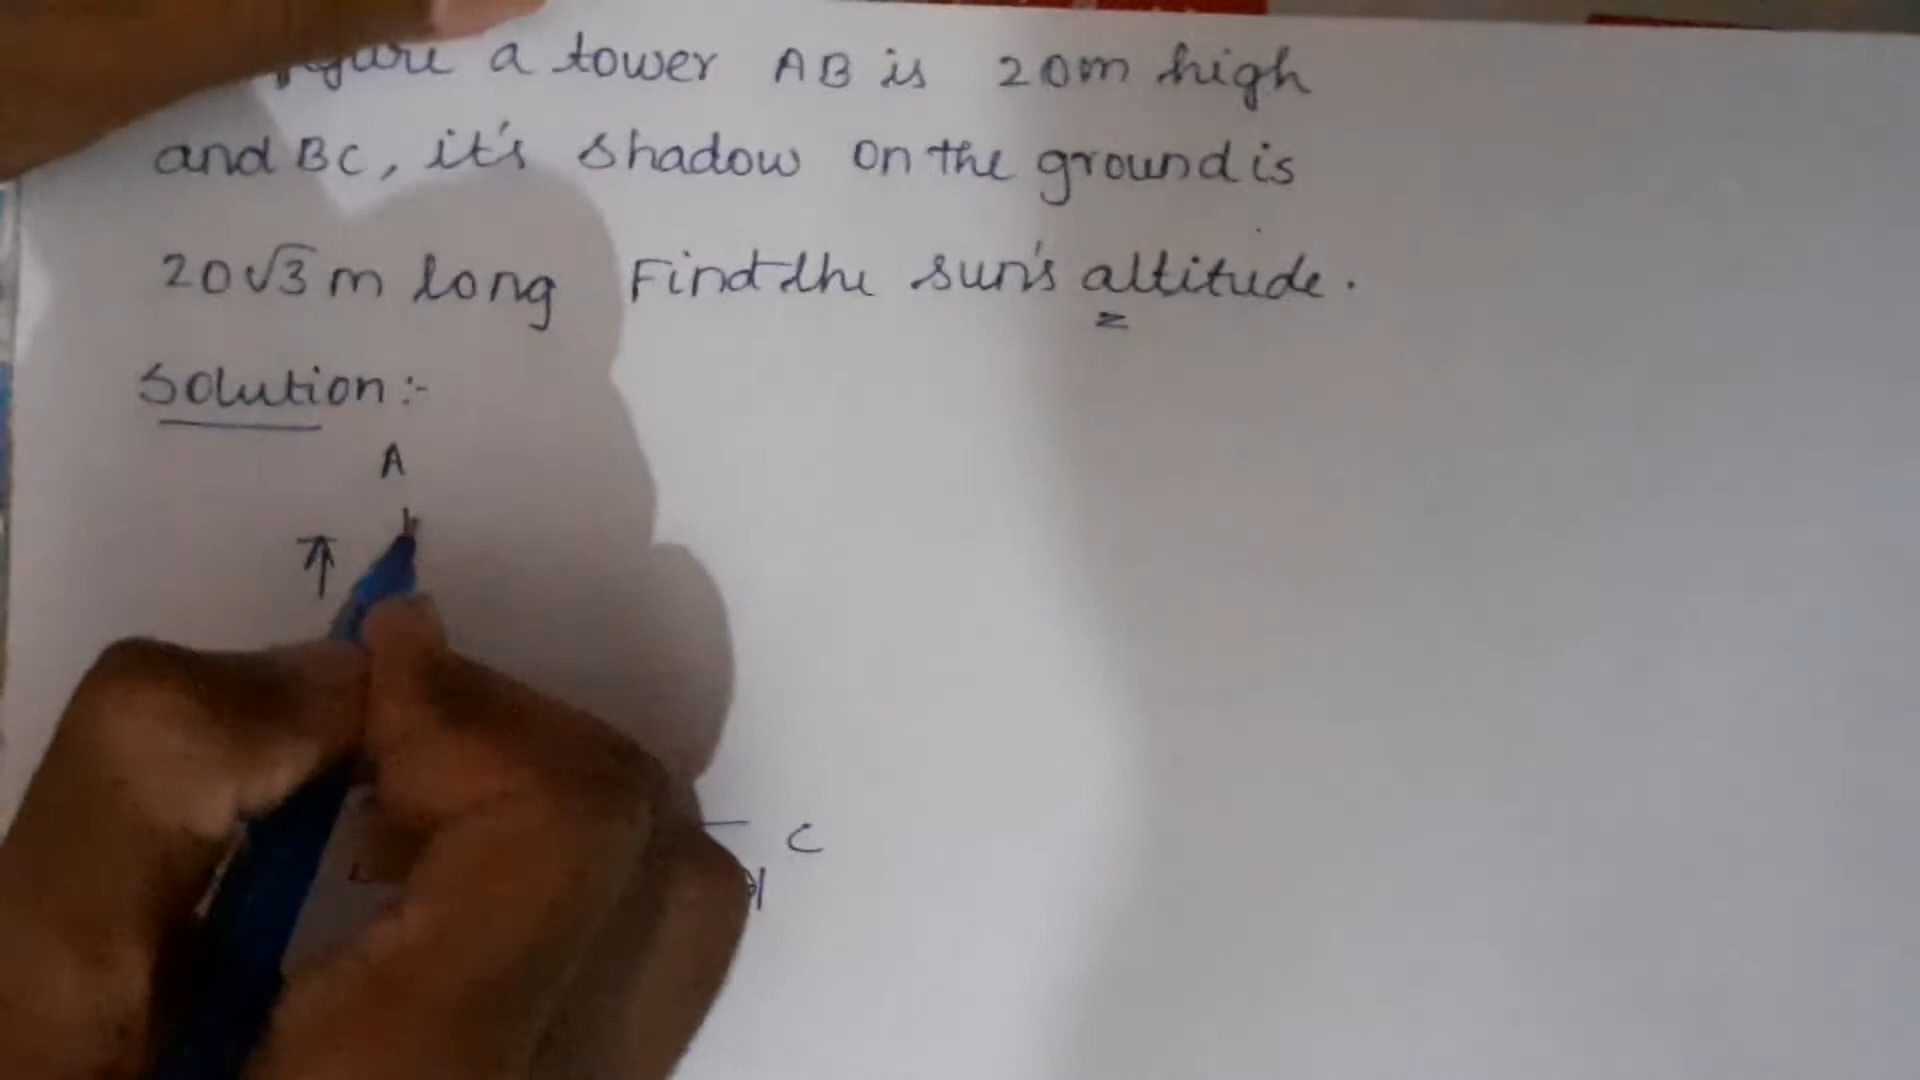 a tower AB is 20m high
and BC, it's shadow on the ground is
20√3 m long Find the sun's altitude.
Solution :-
A
C